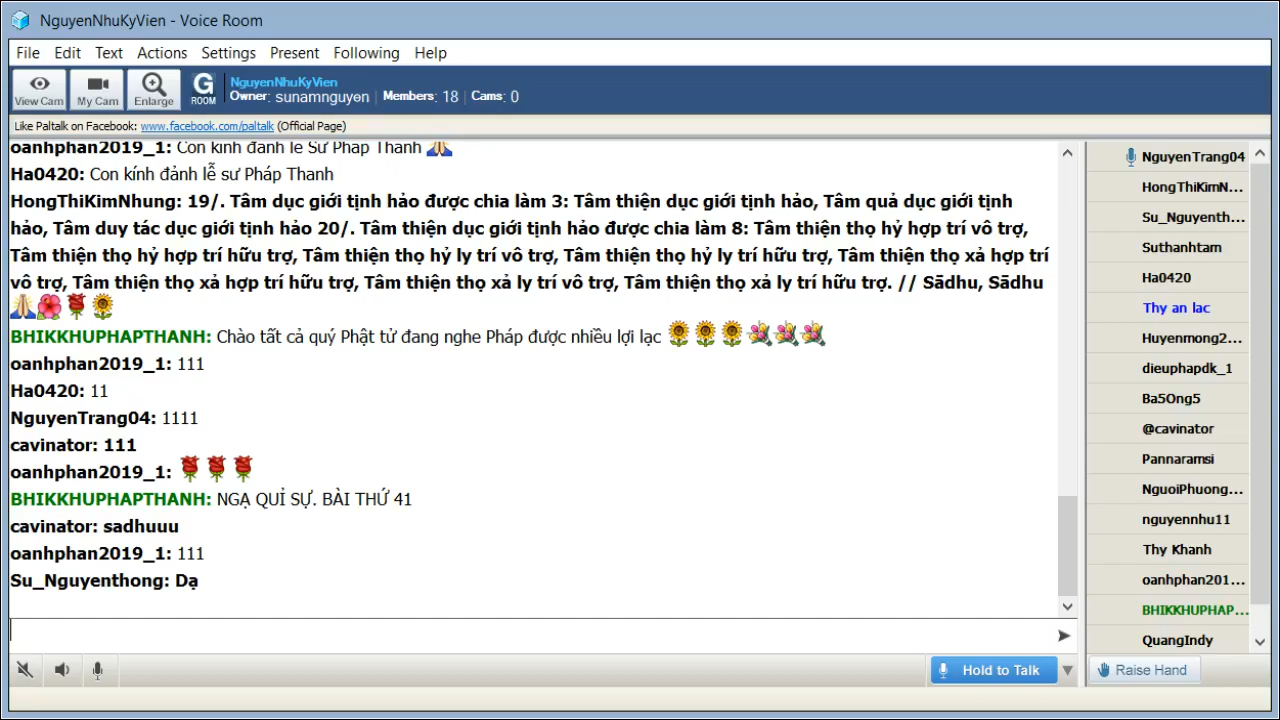 NguyenNhuKyVien - Voice Room
File Edit Text Actions Settings Present Following Help
View Cam My Cam Enlarge G ROOM
NguyenNhuKyVien
Owner: sunamnguyen | Members: 18 | Cams: 0
Like Paltalk on Facebook: www.facebook.com/paltalk (Official Page)
oanhphan2019_1: Con kính đảnh lễ Sư Pháp Thanh
Ha0420: Con kính đảnh lễ sư Pháp Thanh
HongThiKimNhung: 19/. Tâm dục giới tịnh hảo được chia làm 3: Tâm thiện dục giới tịnh hảo, Tâm quả dục giới tịnh
hảo, Tâm duy tác dục giới tịnh hảo 20/. Tâm thiện dục giới tịnh hảo được chia làm 8: Tâm thiện thọ hỷ hợp trí vô trợ,
Tâm thiện thọ hỷ hợp trí hữu trợ, Tâm thiện thọ hỷ ly trí vô trợ, Tâm thiện thọ hỷ ly trí hữu trợ, Tâm thiện thọ xả hợp trí
vô trợ, Tâm thiện thọ xả hợp trí hữu trợ, Tâm thiện thọ xả ly trí vô trợ, Tâm thiện thọ xả ly trí hữu trợ. // Sādhu, Sādhu
BHIKKHUPHAPTHANH: Chào tất cả quý Phật tử đang nghe Pháp được nhiều lợi lạc
oanhphan2019_1: 111
Ha0420: 11
NguyenTrang04: 1111
cavinator: 111
oanhphan2019_1:
BHIKKHUPHAPTHANH: NGẠ QUỈ SỰ. BÀI THỨ 41
cavinator: sadhuuu
oanhphan2019_1: 111
Su_Nguyenthong: Dạ
Hold to Talk
NguyenTrang04
HongThiKimN...
Su_Nguyenth...
Suthanhtam
Ha0420
Thy an lac
Huyenmong2...
dieuphapdk_1
Ba5Ong5
@cavinator
Pannaramsi
NguoiPhuong...
nguyennhu11
Thy Khanh
oanhphan201...
BHIKKHUPHAP...
QuangIndy
Raise Hand